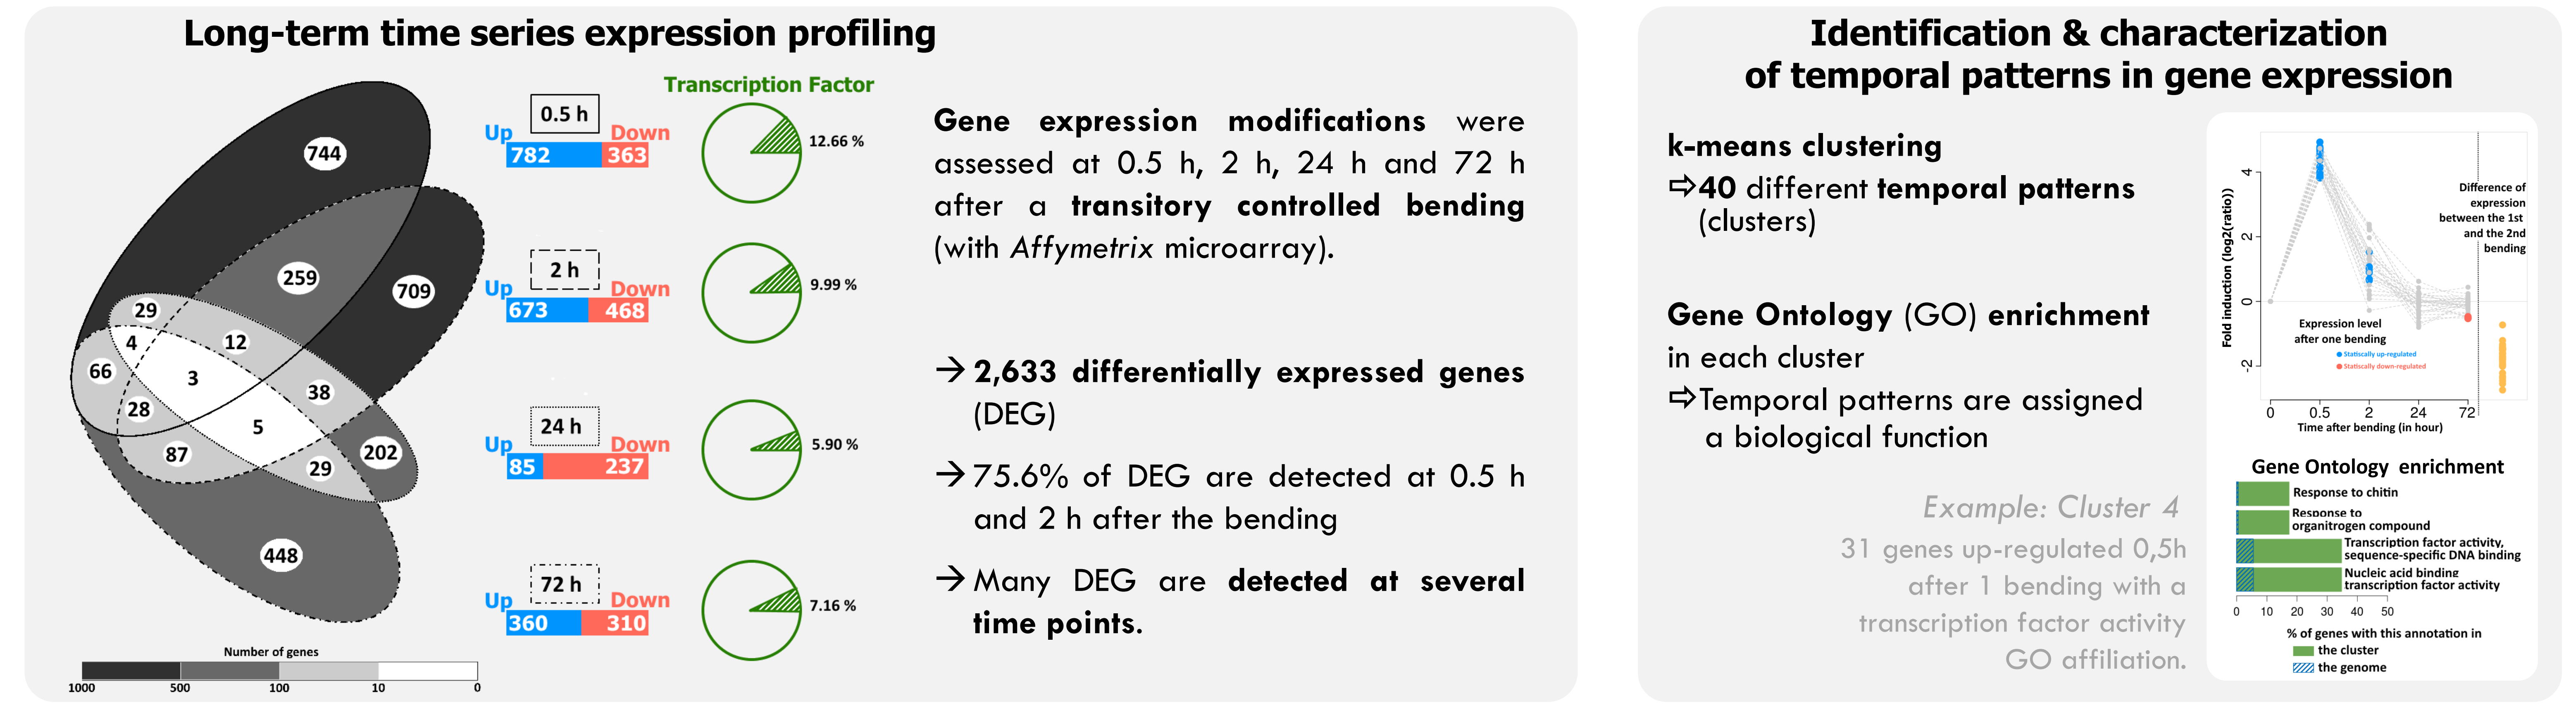 Long-term time series expression profiling
744
259
709
29
12
4
66
3
38
28
5
87
29
202
448
Number of genes
1000 500 100 10 0
Transcription Factor
0.5 h
Up Down
782 363
12.66 %
2 h
Up Down
673 468
9.99 %
24 h
Up Down
85 237
5.90 %
72 h
Up Down
360 310
7.16 %
Gene expression modifications were
assessed at 0.5 h, 2 h, 24 h and 72 h
after a transitory controlled bending
(with Affymetrix microarray).
→ 2,633 differentially expressed genes
(DEG)
→ 75.6% of DEG are detected at 0.5 h
and 2 h after the bending
→ Many DEG are detected at several
time points.
Identification & characterization
of temporal patterns in gene expression
k-means clustering
⇨40 different temporal patterns
(clusters)
Gene Ontology (GO) enrichment
in each cluster
⇨Temporal patterns are assigned
a biological function
Example: Cluster 4
31 genes up-regulated 0,5h
after 1 bending with a
transcription factor activity
GO affiliation.
Fold induction (log2(ratio))
4
2
0
-2
Difference of
expression
between the 1st
and the 2nd
bending
Expression level
after one bending
Statiscally up-regulated
Statiscally down-regulated
0 0.5 2 24 72
Time after bending (in hour)
Gene Ontology enrichment
Response to chitin
Response to
organitrogen compound
Transcription factor activity,
sequence-specific DNA binding
Nucleic acid binding
transcription factor activity
0 10 20 30 40 50
% of genes with this annotation in
the cluster
the genome